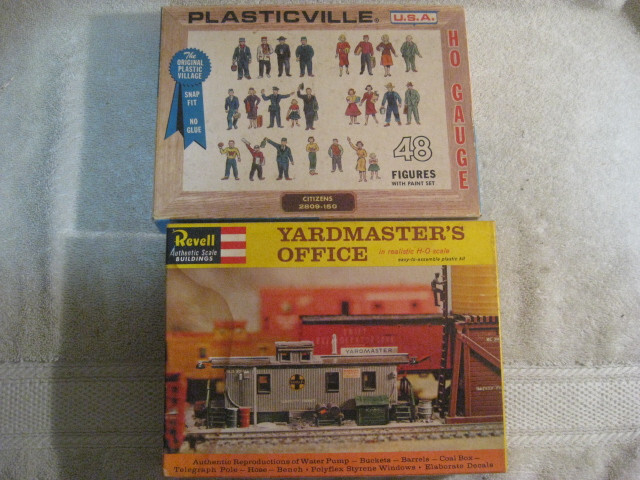 PLASTICVILLE® U.S.A.
The
ORIGINAL
PLASTIC
VILLAGE
SNAP
FIT
NO
GLUE
HO GAUGE
48
FIGURES
WITH PAINT SET
CITIZENS
2809-150
Revell
Authentic Scale
BUILDINGS
YARDMASTER'S
OFFICE
in realistic H-O scale
easy-to-assemble plastic kit
YARDMASTER
Authentic Reproductions of Water Pump – Buckets – Barrels – Coal Box –
Telegraph Pole – Hose – Bench • Polyflex Styrene Windows • Elaborate Decals